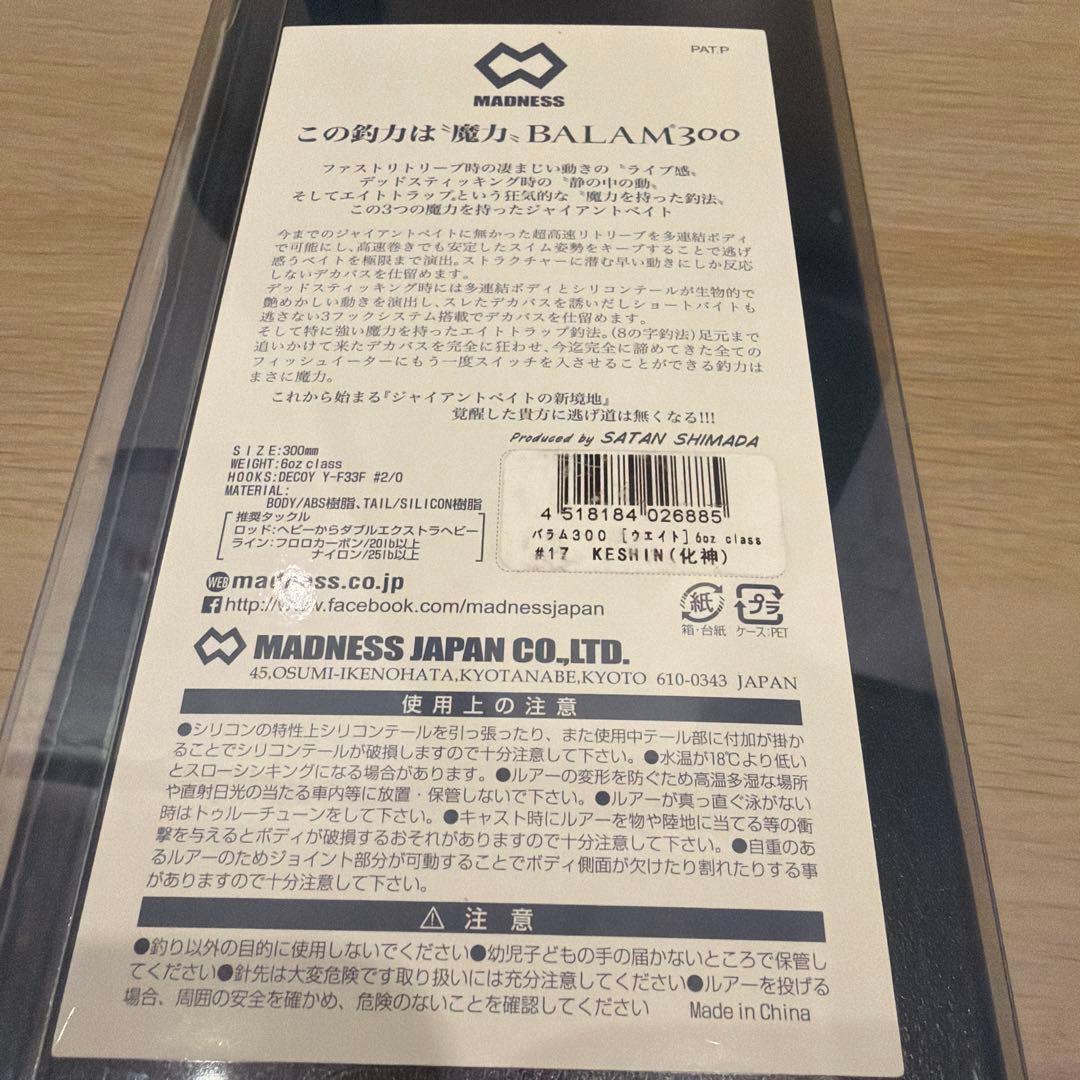 PAT.P
MADNESS
この釣力は〝魔力〟BALAM®300
ファストリトリーブ時の凄まじい動きの 〝ライブ感〟
デッドスティッキング時の 〝静の中の動〟
そしてエイトトラップ®という狂気的な 〝魔力を持った釣法〟
この3つの魔力を持ったジャイアントベイト
今までのジャイアントベイトに無かった超高速リトリーブを多連結ボディ
で可能にし、高速巻きでも安定したスイム姿勢をキープすることで逃げ
惑うベイトを極限まで演出。ストラクチャーに潜む早い動きにしか反応
しないデカバスを仕留めます。
デッドスティッキング時には多連結ボディとシリコンテールが生物的で
艶めかしい動きを演出し、スレたデカバスを誘いだしショートバイトも
逃さない3フックシステム搭載でデカバスを仕留めます。
そして特に強い魔力を持ったエイトトラップ釣法。(8の字釣法)足元まで
追いかけて来たデカバスを完全に狂わせ、今迄完全に諦めてきた全ての
フィッシュイーターにもう一度スイッチを入させることができる釣力は
まさに魔力。
これから始まる『ジャイアントベイトの新境地』
覚醒した貴方に逃げ道は無くなる!!!
Produced by SATAN SHIMADA
SIZE:300mm
WEIGHT:6oz class
HOOKS:DECOY Y-F33F #2/0
MATERIAL:
BODY/ABS樹脂、TAIL/SILICON樹脂
推奨タックル
ロッド:ヘビーからダブルエクストラヘビー
ライン:フロロカーボン/20lb以上
ナイロン/25lb以上
4 518184 026885
バラム300 [ウエイト]6oz class
#17 KESHIN(化神)
WEB madness.co.jp
http://www.facebook.com/madnessjapan
紙
箱・台紙
プラ
ケース:PET
MADNESS JAPAN CO.,LTD.
45,OSUMI-IKENOHATA,KYOTANABE,KYOTO 610-0343 JAPAN
使用上の注意
●シリコンの特性上シリコンテールを引っ張ったり、また使用中テール部に付加が掛か
ることでシリコンテールが破損しますので十分注意して下さい。●水温が18℃より低い
とスローシンキングになる場合があります。●ルアーの変形を防ぐため高温多湿な場所
や直射日光の当たる車内等に放置・保管しないで下さい。●ルアーが真っ直ぐ泳がない
時はトゥルーチューンをして下さい。●キャスト時にルアーを物や陸地に当てる等の衝
撃を与えるとボディが破損するおそれがありますので十分注意して下さい。●自重のあ
るルアーのためジョイント部分が可動することでボディ側面が欠けたり割れたりする事
がありますので十分注意して下さい。
⚠ 注意
●釣り以外の目的に使用しないでください●幼児子どもの手の届かないところで保管し
てください●針先は大変危険です取り扱いには充分注意してください●ルアーを投げる
場合、周囲の安全を確かめ、危険のないことを確認してください
Made in China